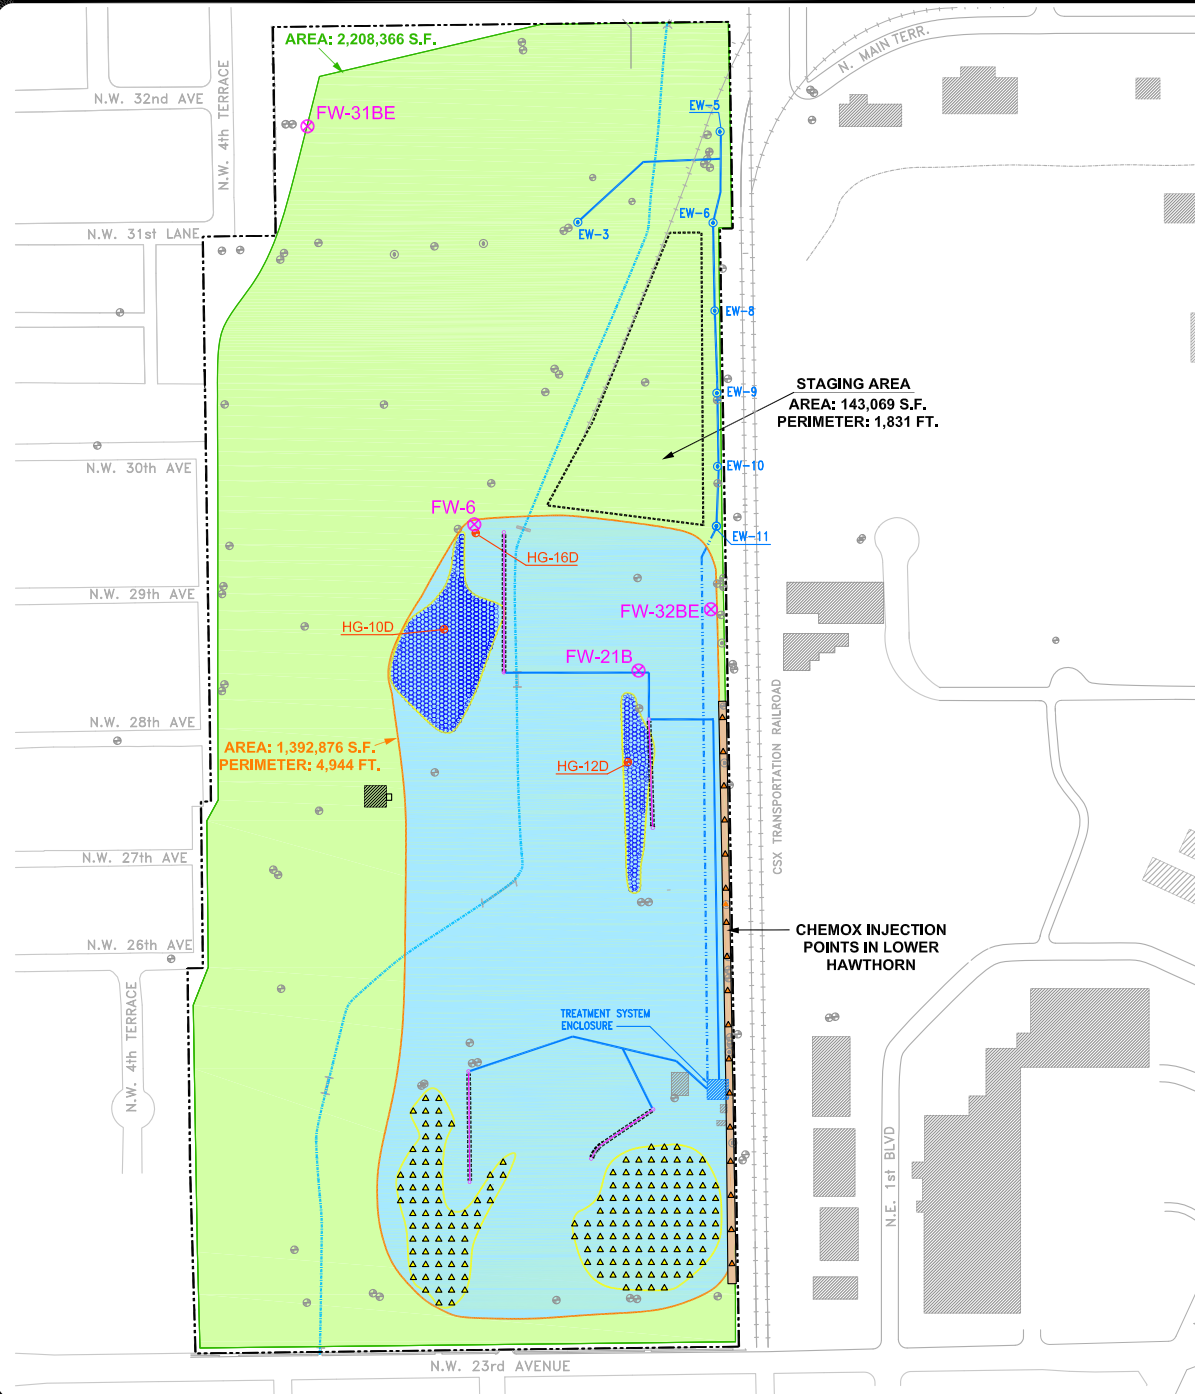 AREA: 2,208,366 S.F.
N. MAIN TERR.
N.W. 32nd AVE
N.W. 4th TERRACE
FW-31BE
EW-5
EW-6
EW-3
N.W. 31st LANE
EW-8
STAGING AREA
AREA: 143,069 S.F.
PERIMETER: 1,831 FT.
EW-9
N.W. 30th AVE
EW-10
FW-6
EW-11
HG-16D
N.W. 29th AVE
FW-32BE
HG-10D
FW-21B
N.W. 28th AVE
AREA: 1,392,876 S.F.
PERIMETER: 4,944 FT.
HG-12D
CSX TRANSPORTATION RAILROAD
N.W. 27th AVE
N.W. 26th AVE
CHEMOX INJECTION
POINTS IN LOWER
HAWTHORN
N.W. 4th TERRACE
TREATMENT SYSTEM
ENCLOSURE
N.E. 1st BLVD
N.W. 23rd AVENUE